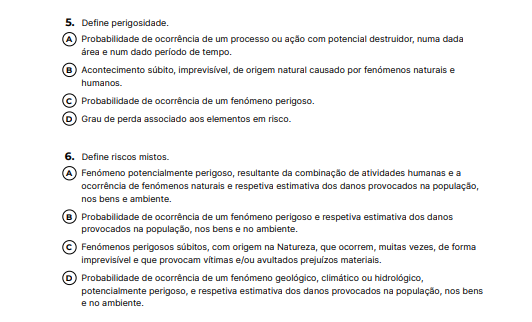 5. Define perigosidade.
A Probabilidade de ocorrência de um processo ou ação com potencial destruidor, numa dada
área e num dado período de tempo.
B Acontecimento súbito, imprevisível, de origem natural causado por fenómenos naturais e
humanos.
C Probabilidade de ocorrência de um fenómeno perigoso.
D Grau de perda associado aos elementos em risco.
6. Define riscos mistos.
A Fenómeno potencialmente perigoso, resultante da combinação de atividades humanas e a
ocorrência de fenómenos naturais e respetiva estimativa dos danos provocados na população,
nos bens e ambiente.
B Probabilidade de ocorrência de um fenómeno perigoso e respetiva estimativa dos danos
provocados na população, nos bens e no ambiente.
C Fenómenos perigosos súbitos, com origem na Natureza, que ocorrem, muitas vezes, de forma
imprevisível e que provocam vítimas e/ou avultados prejuízos materiais.
D Probabilidade de ocorrência de um fenómeno geológico, climático ou hidrológico,
potencialmente perigoso, e respetiva estimativa dos danos provocados na população, nos bens
e no ambiente.